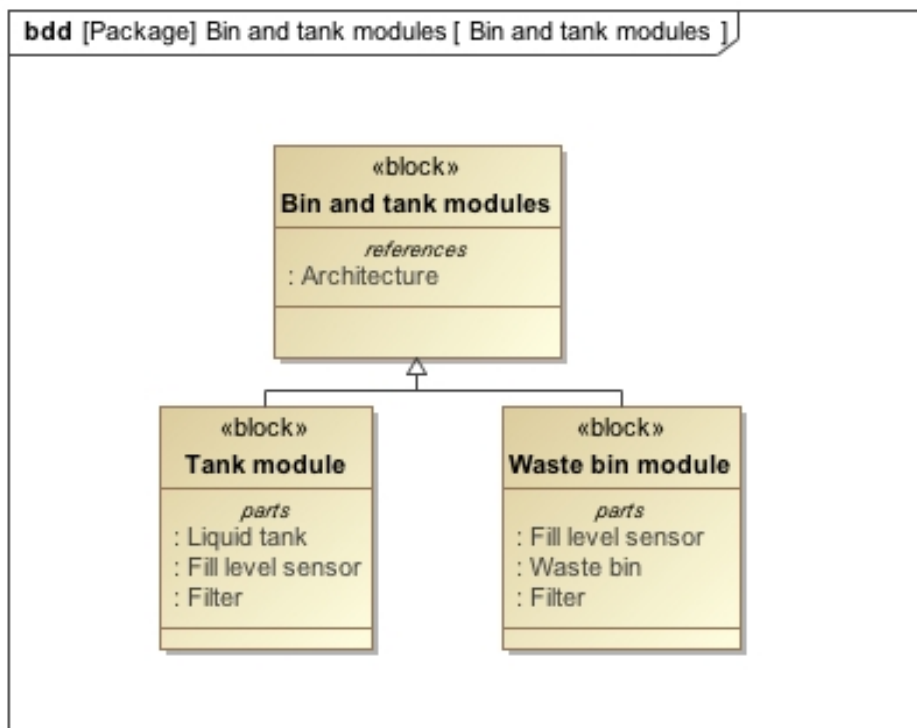 bdd [Package] Bin and tank modules [ Bin and tank modules ]
«block»
Bin and tank modules
references
: Architecture
«block»
Tank module
parts
: Liquid tank
: Fill level sensor
: Filter
«block»
Waste bin module
parts
: Fill level sensor
: Waste bin
: Filter